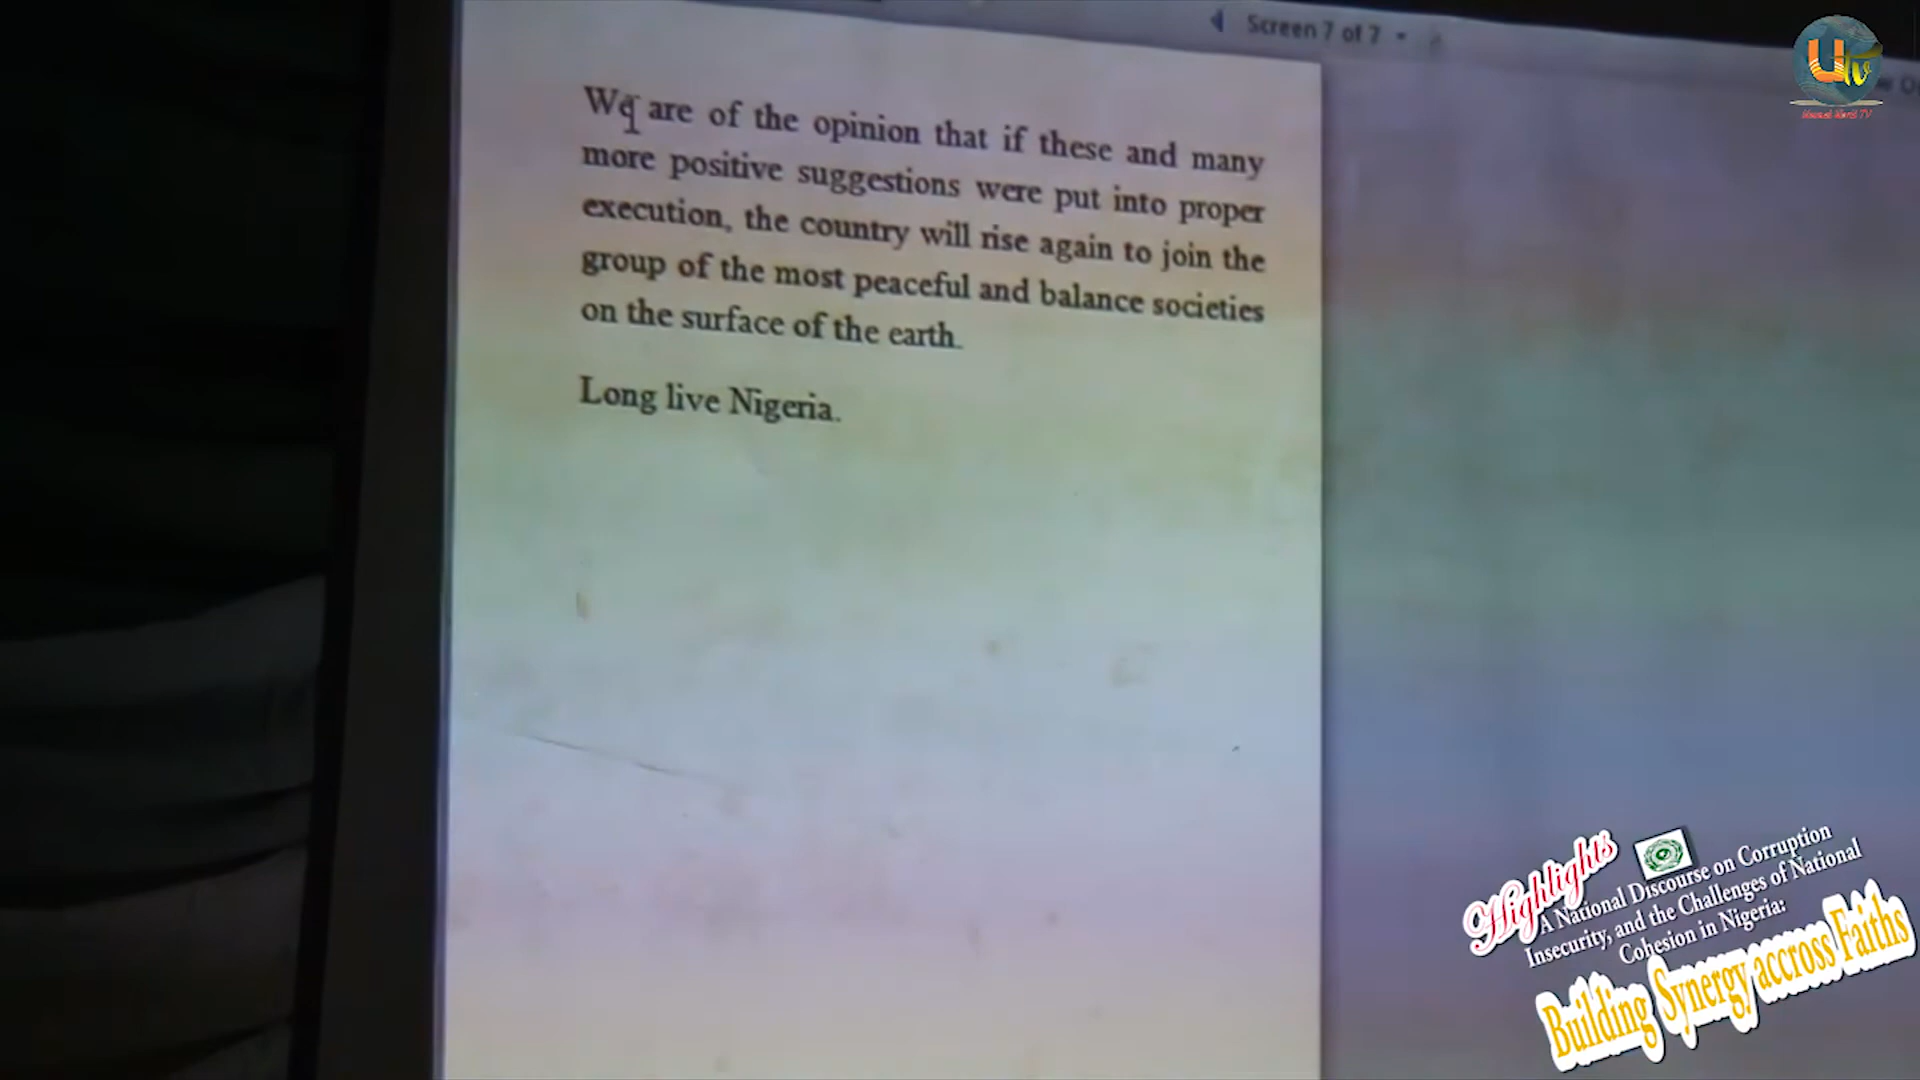 Screen 7 of 7
We are of the opinion that if these and many
more positive suggestions were put into proper
execution, the country will rise again to join the
group of the most peaceful and balance societies
on the surface of the earth.
Long live Nigeria.
UTV
Highlights
A National Discourse on Corruption
Insecurity, and the Challenges of National
Cohesion in Nigeria:
Building Synergy accross Faiths